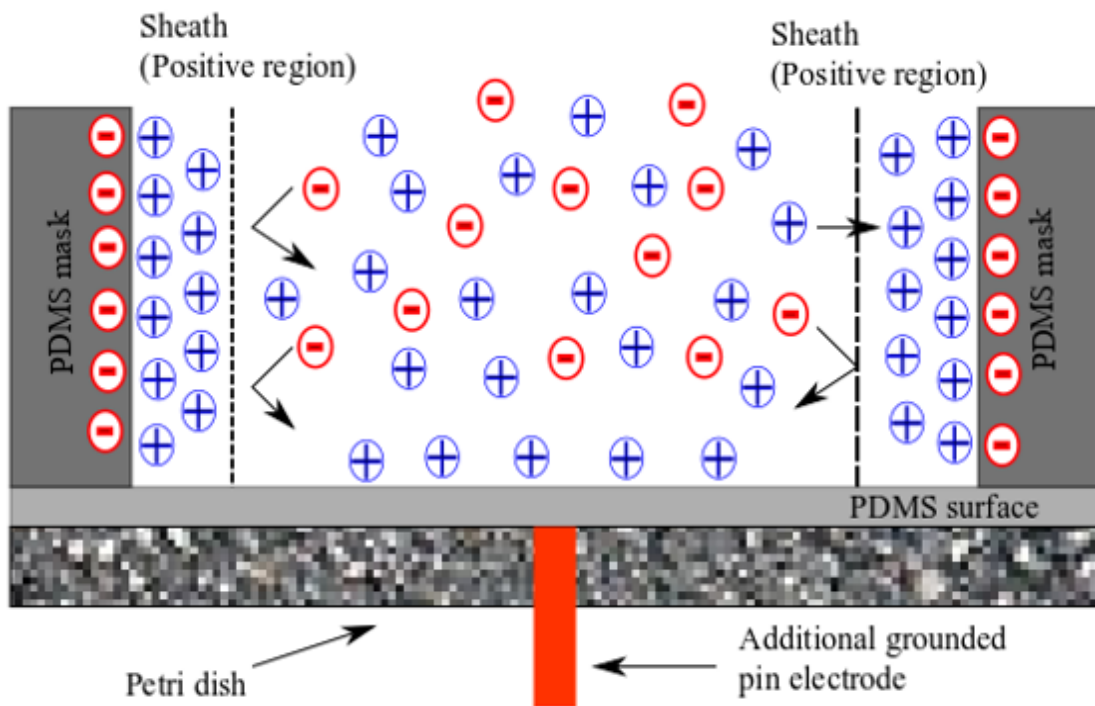 Sheath
(Positive region)
Sheath
(Positive region)
PDMS mask
PDMS mask
PDMS surface
Petri dish
Additional grounded
pin electrode